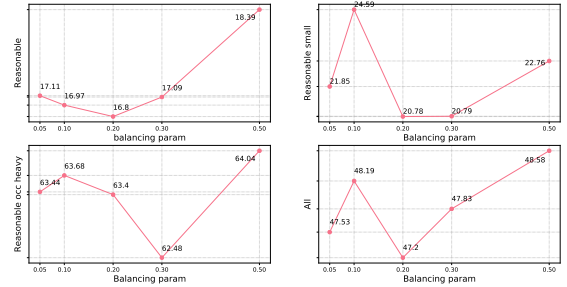 Reasonable
17.11
16.97
16.8
17.09
18.39
0.05 0.10 0.20 0.30 0.50
balancing param
Reasonable small
21.85
24.59
20.78
20.79
22.76
0.05 0.10 0.20 0.30 0.50
balancing param
Reasonable occ heavy
63.44
63.68
63.4
62.48
64.04
0.05 0.10 0.20 0.30 0.50
Balancing param
All
47.53
48.19
47.2
47.83
48.58
0.05 0.10 0.20 0.30 0.50
Balancing param